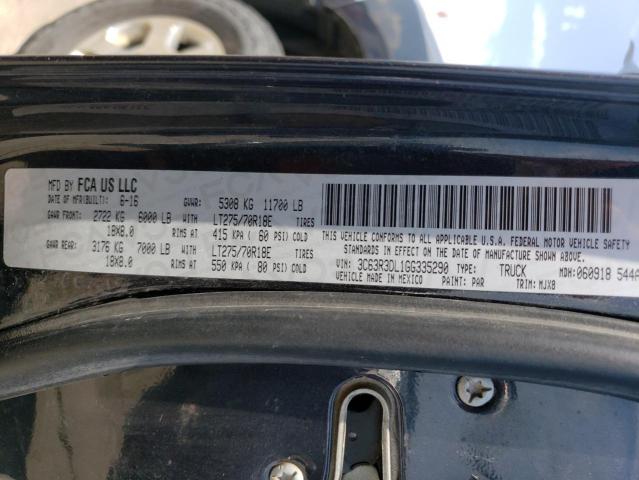 MFD BY FCA US LLC
DATE OF MFR(BUILT): 6-16 GVWR: 5308 KG 11700 LB
GAWR FRONT: 2722 KG 6000 LB WITH LT275/70R18E TIRES
18X8.0 RIMS AT 415 KPA ( 60 PSI) COLD
GAWR REAR: 3176 KG 7000 LB WITH LT275/70R18E TIRES
18X8.0 RIMS AT 550 KPA ( 80 PSI) COLD
THIS VEHICLE CONFORMS TO ALL APPLICABLE U.S.A. FEDERAL MOTOR VEHICLE
STANDARDS IN EFFECT ON THE DATE OF MANUFACTURE SHOWN ABOVE.
VIN: 3C63R3DL1GG335290 TYPE: TRUCK MDH: 060918 544
VEHICLE MADE IN MEXICO PAINT: PAR TRIM: MJX8